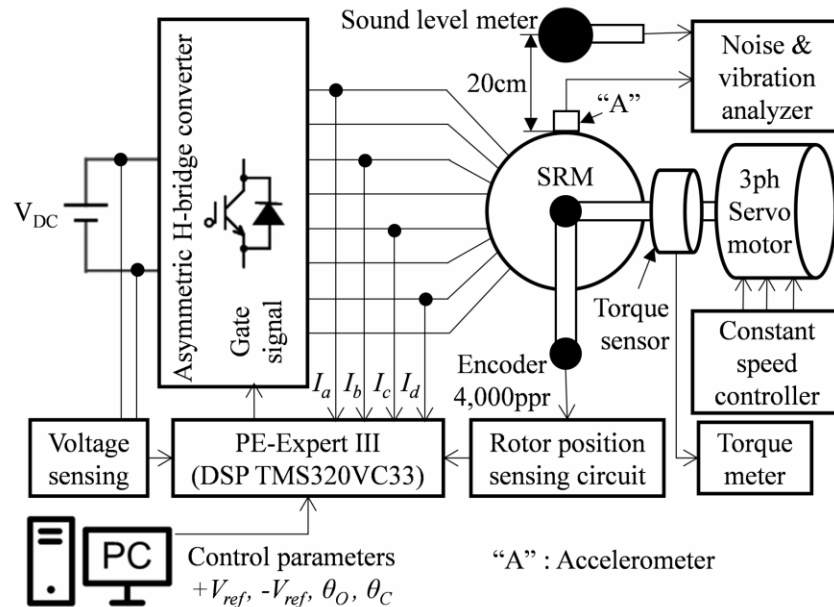 Sound level meter
Noise &
vibration
analyzer
20cm
“A”
Asymmetric H-bridge converter
SRM
3ph
Servo
motor
V_DC
Gate
signal
Torque
sensor
Constant
speed
controller
Encoder
4,000ppr
I_a I_b I_c I_d
Voltage
sensing
PE-Expert III
(DSP TMS320VC33)
Rotor position
sensing circuit
Torque
meter
PC
Control parameters
+V_ref, -V_ref, θ_O, θ_C
“A” : Accelerometer